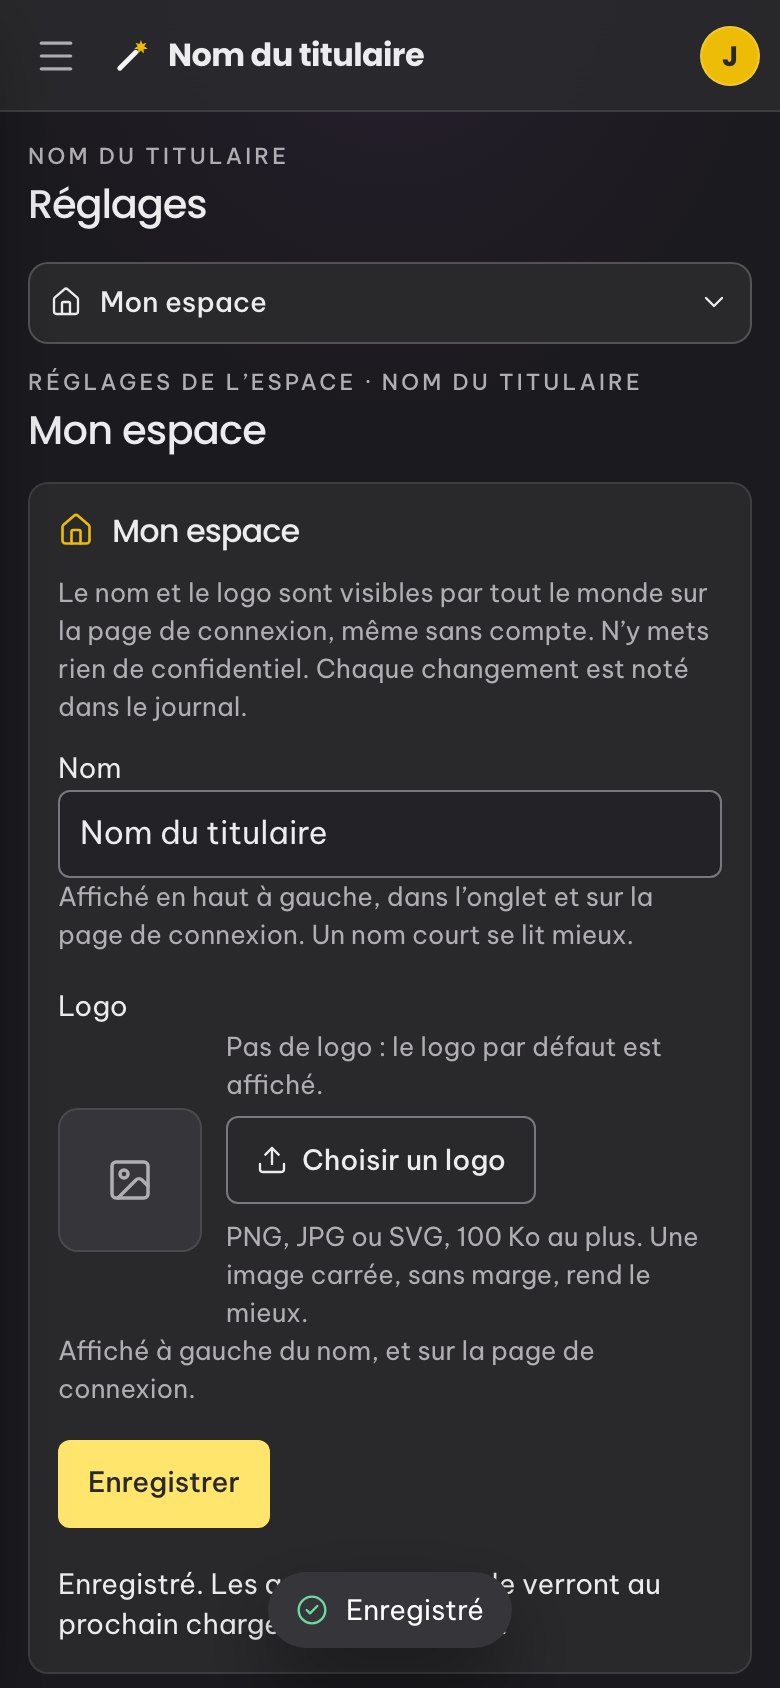 Nom du titulaire
J
NOM DU TITULAIRE
Réglages
Mon espace
RÉGLAGES DE L’ESPACE · NOM DU TITULAIRE
Mon espace
Mon espace
Le nom et le logo sont visibles par tout le monde sur
la page de connexion, même sans compte. N’y mets
rien de confidentiel. Chaque changement est noté
dans le journal.
Nom
Nom du titulaire
Affiché en haut à gauche, dans l’onglet et sur la
page de connexion. Un nom court se lit mieux.
Logo
Pas de logo : le logo par défaut est
affiché.
Choisir un logo
PNG, JPG ou SVG, 100 Ko au plus. Une
image carrée, sans marge, rend le
mieux.
Affiché à gauche du nom, et sur la page de
connexion.
Enregistrer
Enregistré. Les verront au
prochain
Enregistré